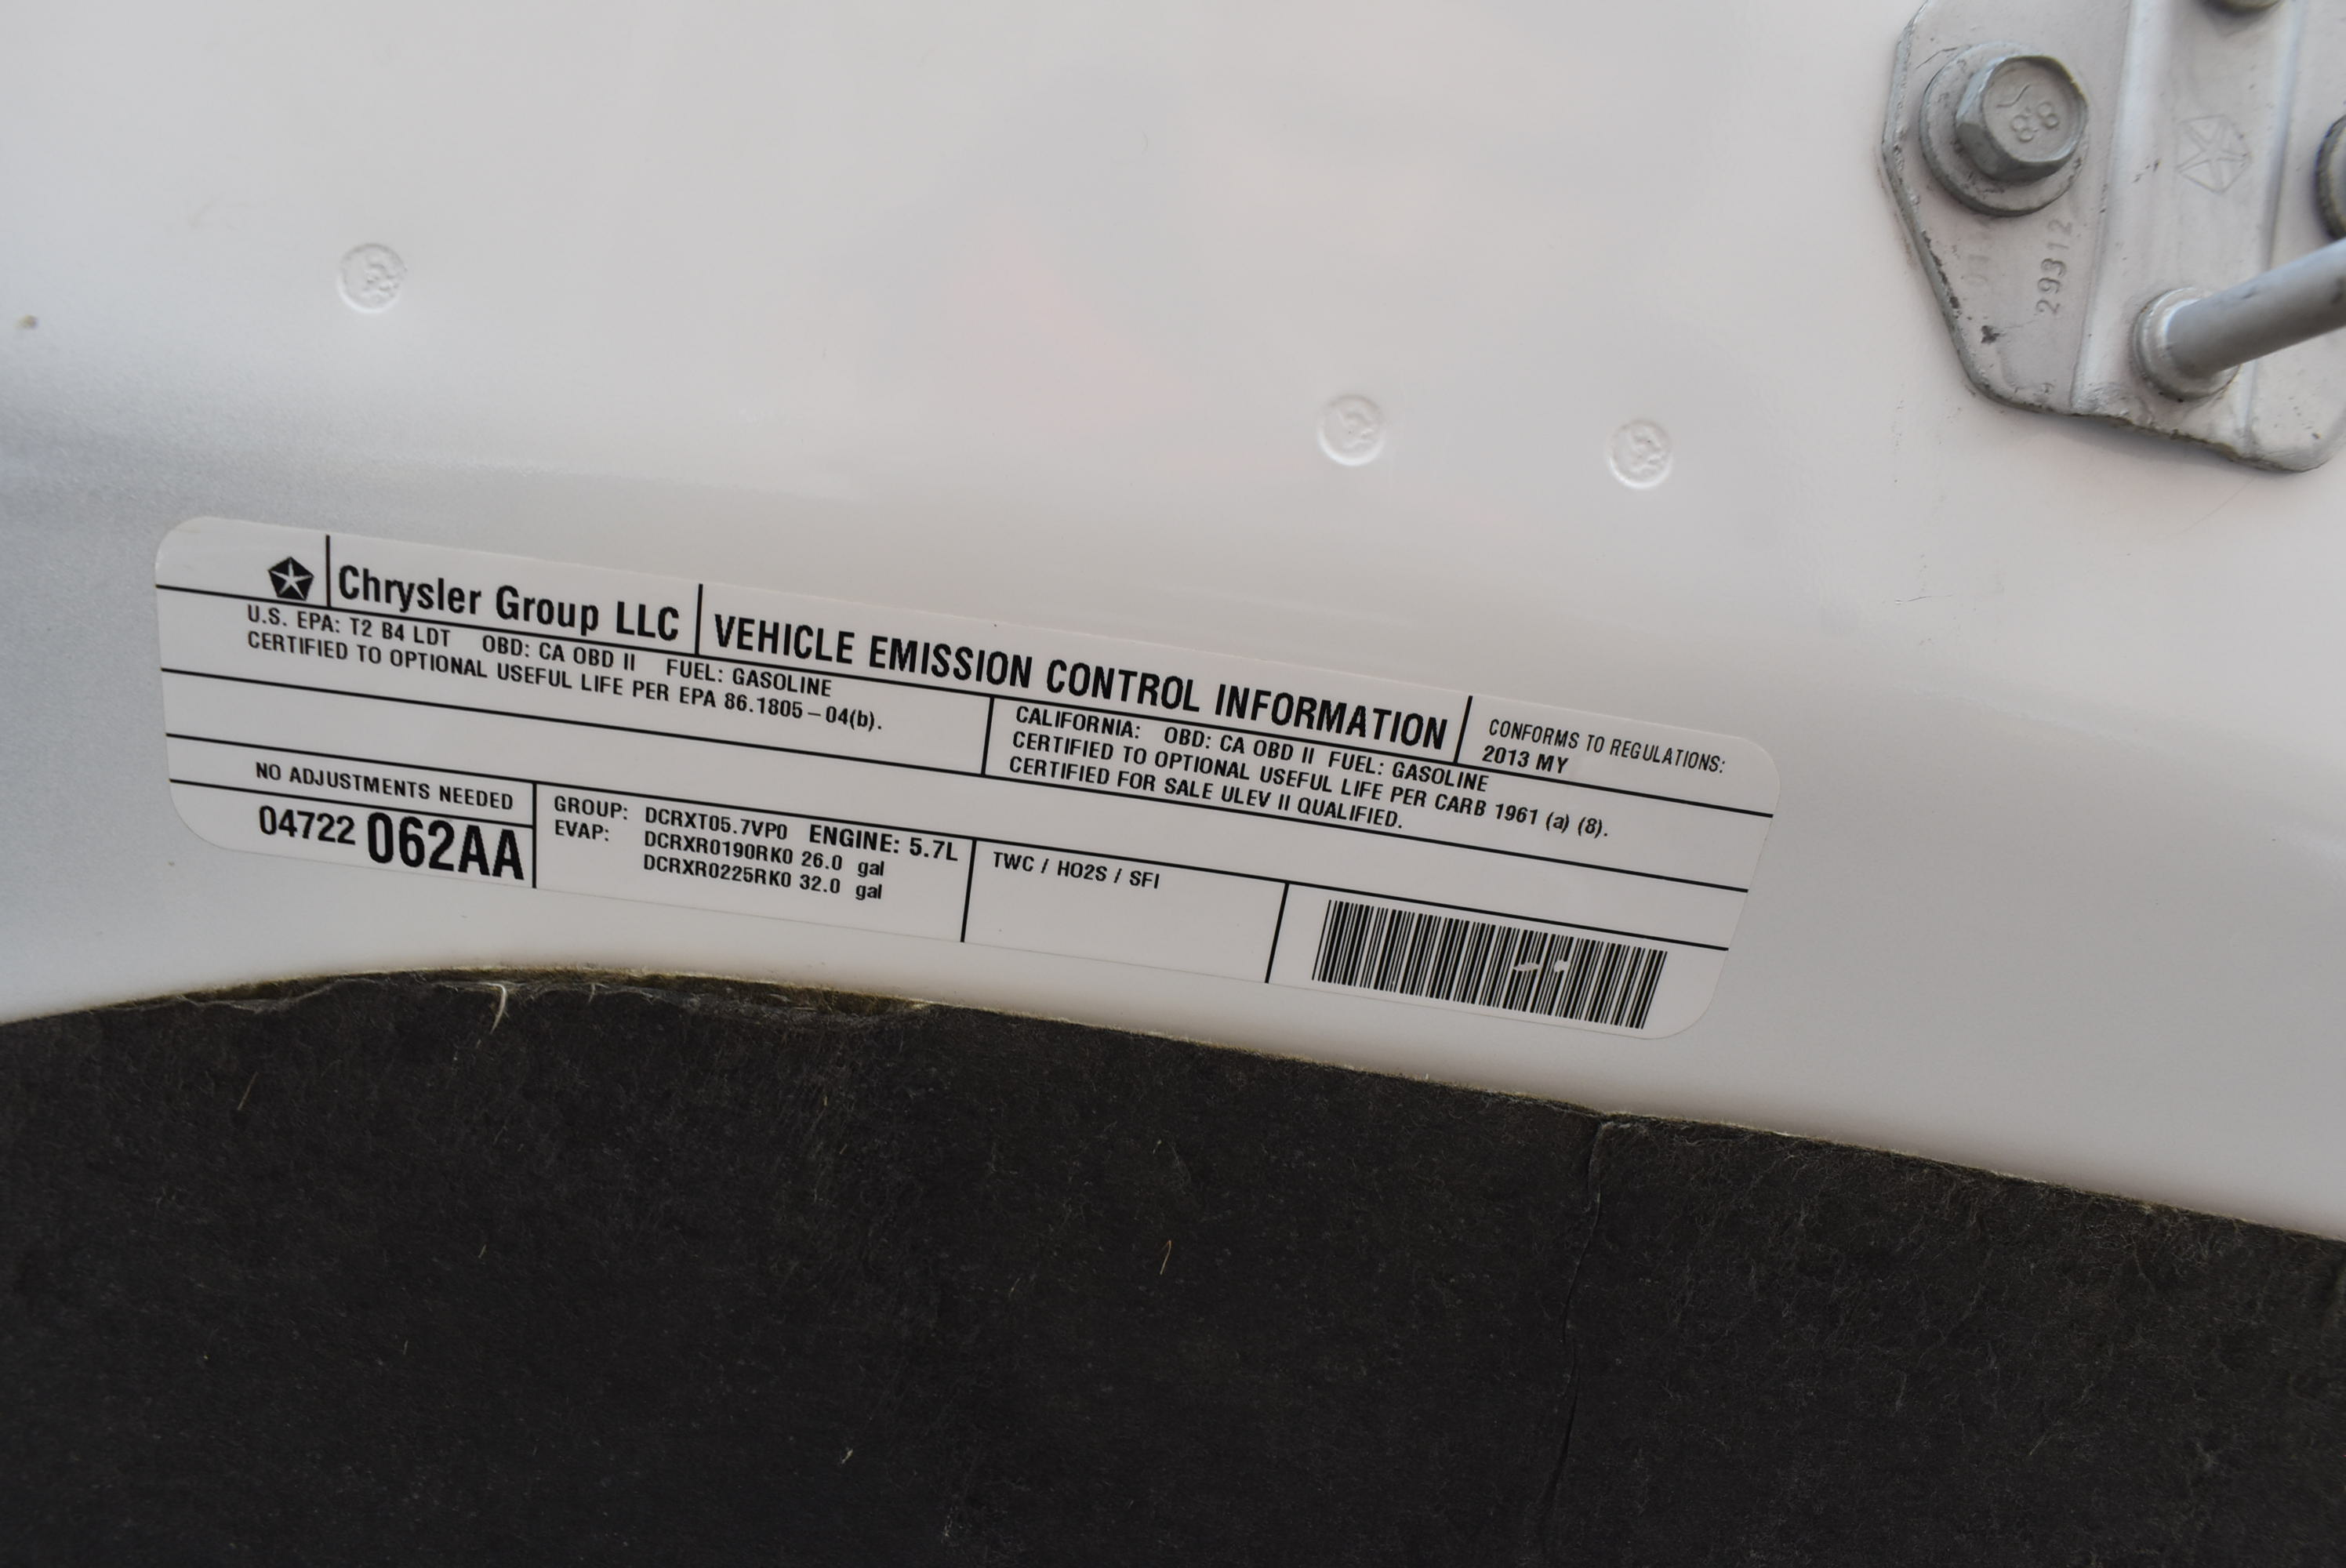 Chrysler Group LLC
VEHICLE EMISSION CONTROL INFORMATION
CONFORMS TO REGULATIONS:
2013 MY
U.S. EPA: T2 B4 LDT OBD: CA OBD II FUEL: GASOLINE
CERTIFIED TO OPTIONAL USEFUL LIFE PER EPA 86.1805-04(b).
CALIFORNIA: OBD: CA OBD II FUEL: GASOLINE
CERTIFIED TO OPTIONAL USEFUL LIFE PER CARB 1961 (a) (8).
CERTIFIED FOR SALE ULEV II QUALIFIED.
NO ADJUSTMENTS NEEDED
04722 062AA
GROUP: DCRXT05.7VP0 ENGINE: 5.7L
EVAP: DCRXR0190RK0 26.0 gal
DCRXR0225RK0 32.0 gal
TWC / HO2S / SFI
8.8
29312